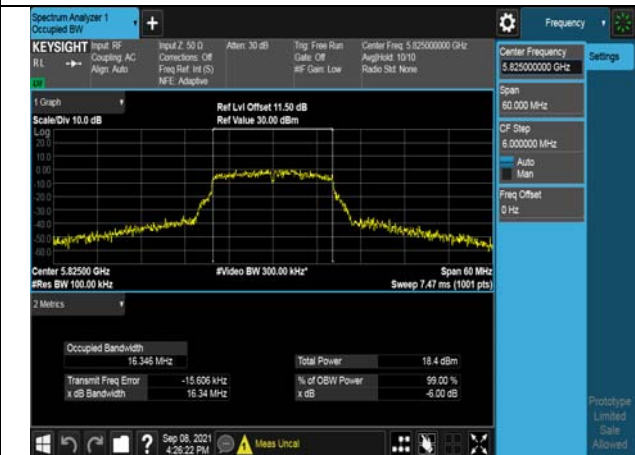 Spectrum Analyzer 1
Occupied BW
+
Frequency
KEYSIGHT
Input: RF
Coupling: AC
Align: Auto
Input Z: 50 Ω
Corrections: Off
Freq Ref: Int (S)
NFE: Adaptive
Atten: 30 dB
Trig: Free Run
Gate: Off
#IF Gain: Low
Center Freq: 5.825000000 GHz
Avg|Hold: 10/10
Radio Std: None
RL
1 Graph
Scale/Div 10.0 dB
Ref Lvl Offset 11.50 dB
Ref Value 30.00 dBm
Log
20.0
10.0
0.00
-10.0
-20.0
-30.0
-40.0
-50.0
-60.0
Center 5.82500 GHz
#Video BW 300.00 kHz*
Span 60 MHz
#Res BW 100.00 kHz
Sweep 7.47 ms (1001 pts)
2 Metrics
Occupied Bandwidth
16.346 MHz
Total Power
18.4 dBm
Transmit Freq Error
-15.606 kHz
% of OBW Power
99.00 %
x dB Bandwidth
16.34 MHz
x dB
-6.00 dB
Center Frequency
5.825000000 GHz
Settings
Span
60.000 MHz
CF Step
6.000000 MHz
Auto
Man
Freq Offset
0 Hz
Prototype
Limited
Sale
Allowed
?
Sep 08, 2021
4:26:22 PM
Meas Uncal